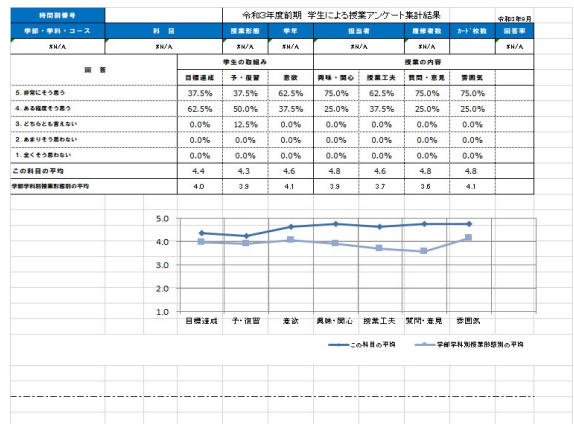 時間割番号 令和3年度前期 学生による授業アンケート集計結果 令和3年9月
学部・学科・コース 科 目 授業形態 学年 担当者 履修者数 カード枚数 回答率
#N/A #N/A #N/A #N/A #N/A #N/A #N/A #N/A
回 答 学生の取組み 授業の内容
目標達成 予・復習 意欲 興味・関心 授業工夫 質問・意見 雰囲気
5. 非常にそう思う 37.5% 37.5% 62.5% 75.0% 62.5% 75.0% 75.0%
4. ある程度そう思う 62.5% 50.0% 37.5% 25.0% 37.5% 25.0% 25.0%
3. どちらとも言えない 0.0% 12.5% 0.0% 0.0% 0.0% 0.0% 0.0%
2. あまりそう思わない 0.0% 0.0% 0.0% 0.0% 0.0% 0.0% 0.0%
1. 全くそう思わない 0.0% 0.0% 0.0% 0.0% 0.0% 0.0% 0.0%
この科目の平均 4.4 4.3 4.6 4.8 4.6 4.8 4.8
学部学科別授業形態別の平均 4.0 3.9 4.1 3.9 3.7 3.6 4.1
5.0
4.0
3.0
2.0
1.0
目標達成 予・復習 意欲 興味・関心 授業工夫 質問・意見 雰囲気
この科目の平均 学部学科別授業形態別の平均